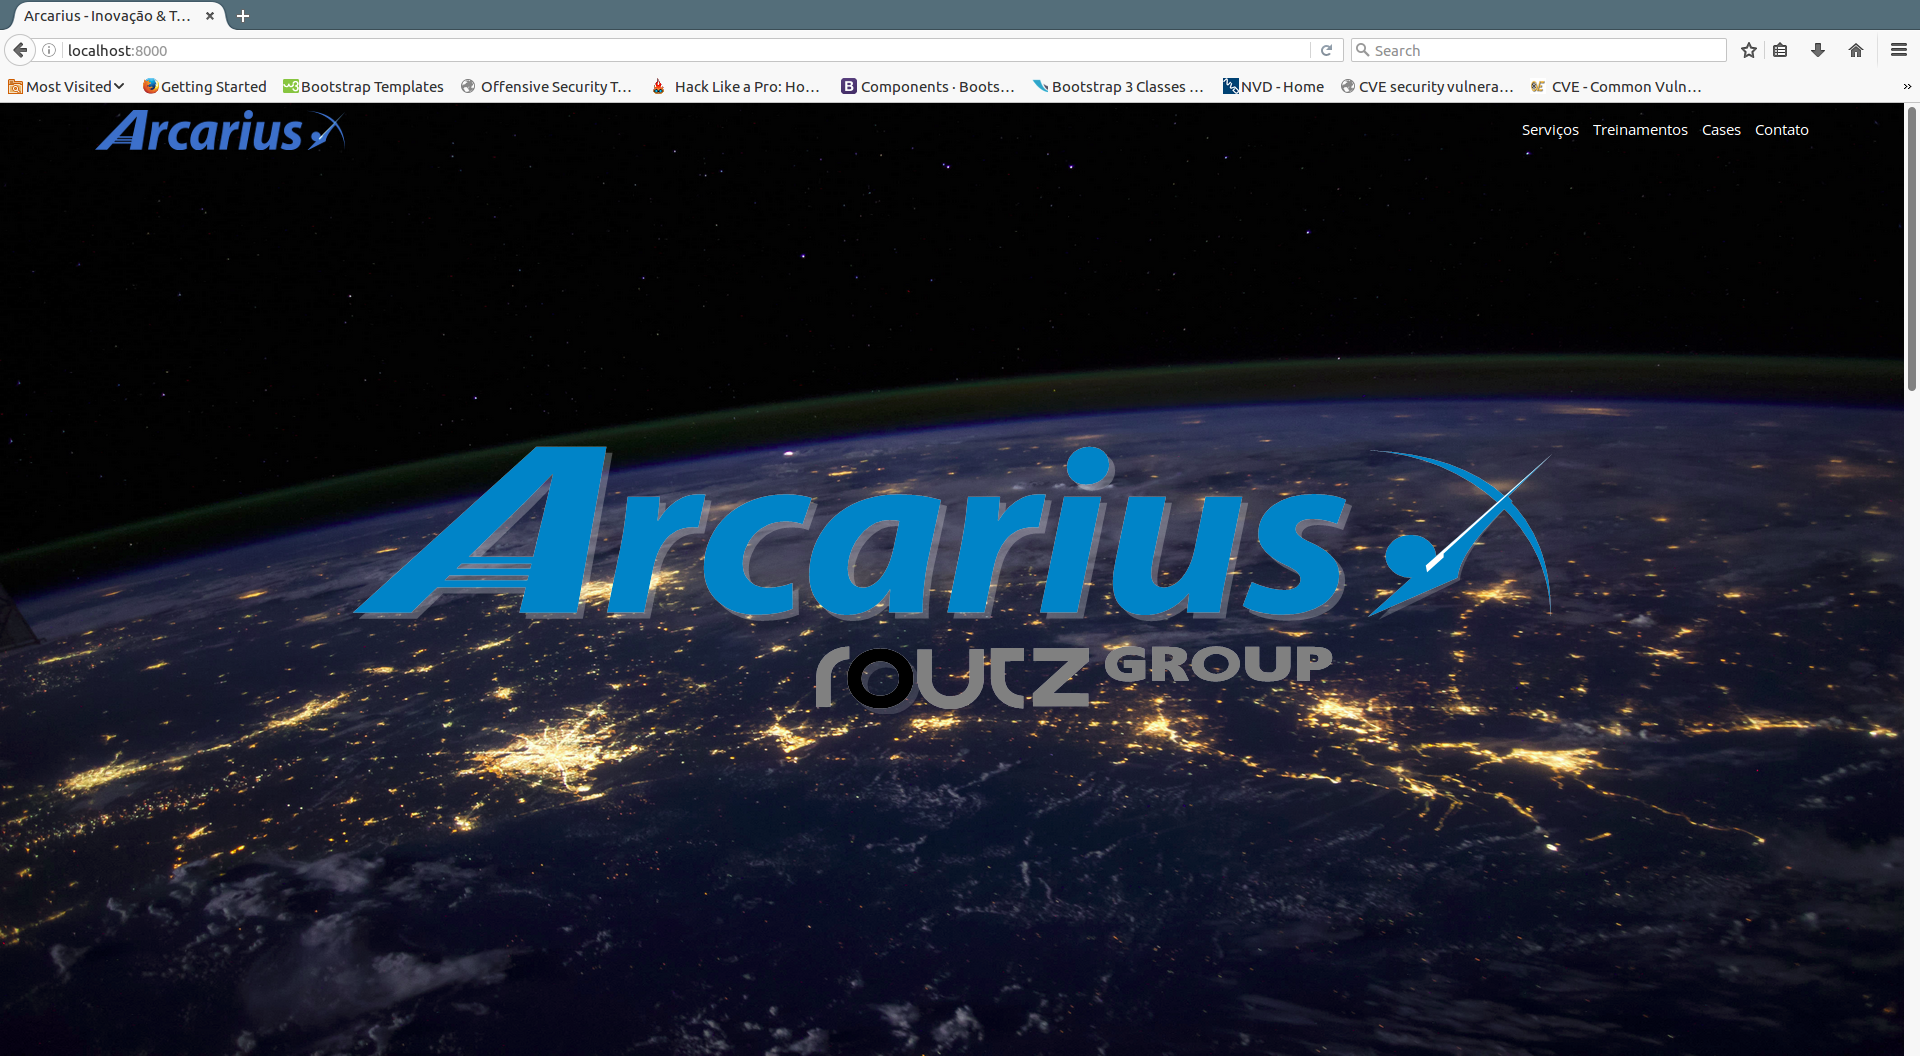 Arcarius - Inovação & T...
localhost:8000
Search
Most Visited
Getting Started
Bootstrap Templates
Offensive Security T...
Hack Like a Pro: Ho...
Components · Boots...
Bootstrap 3 Classes ...
NVD - Home
CVE security vulnera...
CVE - Common Vuln...
Arcarius
Serviços
Treinamentos
Cases
Contato
Arcarius
routz GROUP